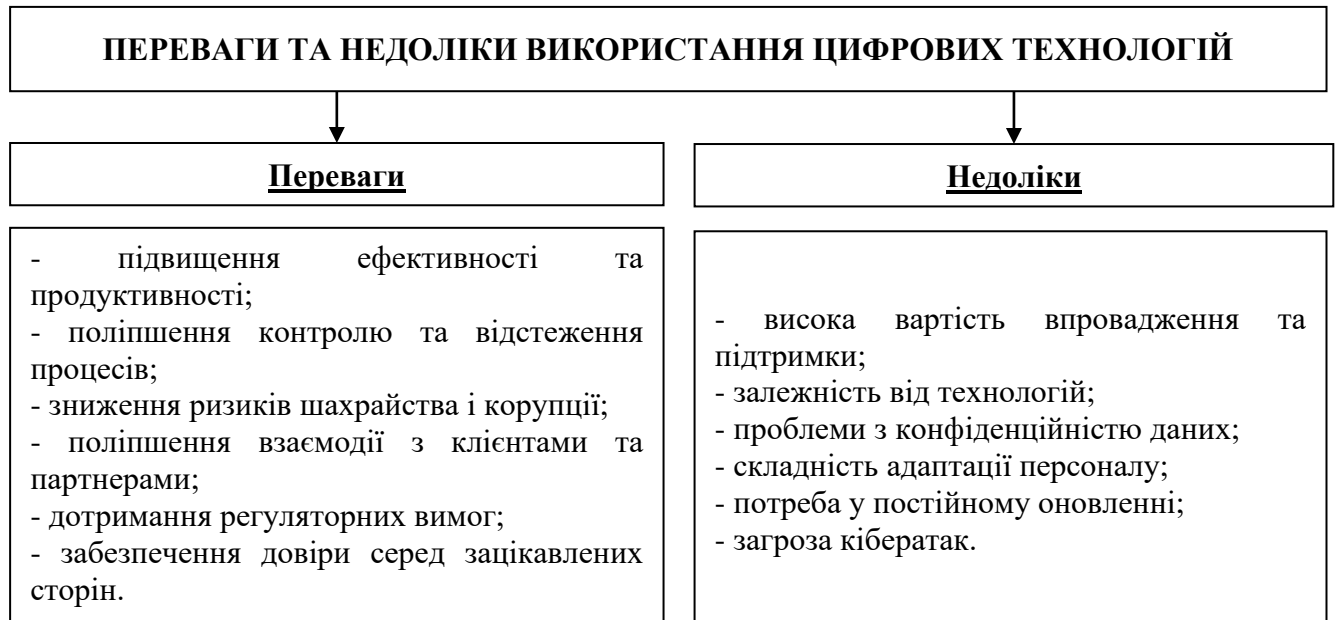 ПЕРЕВАГИ ТА НЕДОЛІКИ ВИКОРИСТАННЯ ЦИФРОВИХ ТЕХНОЛОГІЙ
Переваги
- підвищення ефективності та
продуктивності;
- поліпшення контролю та відстеження
процесів;
- зниження ризиків шахрайства і корупції;
- поліпшення взаємодії з клієнтами та
партнерами;
- дотримання регуляторних вимог;
- забезпечення довіри серед зацікавлених
сторін.
Недоліки
- висока вартість впровадження та
підтримки;
- залежність від технологій;
- проблеми з конфіденційністю даних;
- складність адаптації персоналу;
- потреба у постійному оновленні;
- загроза кібератак.